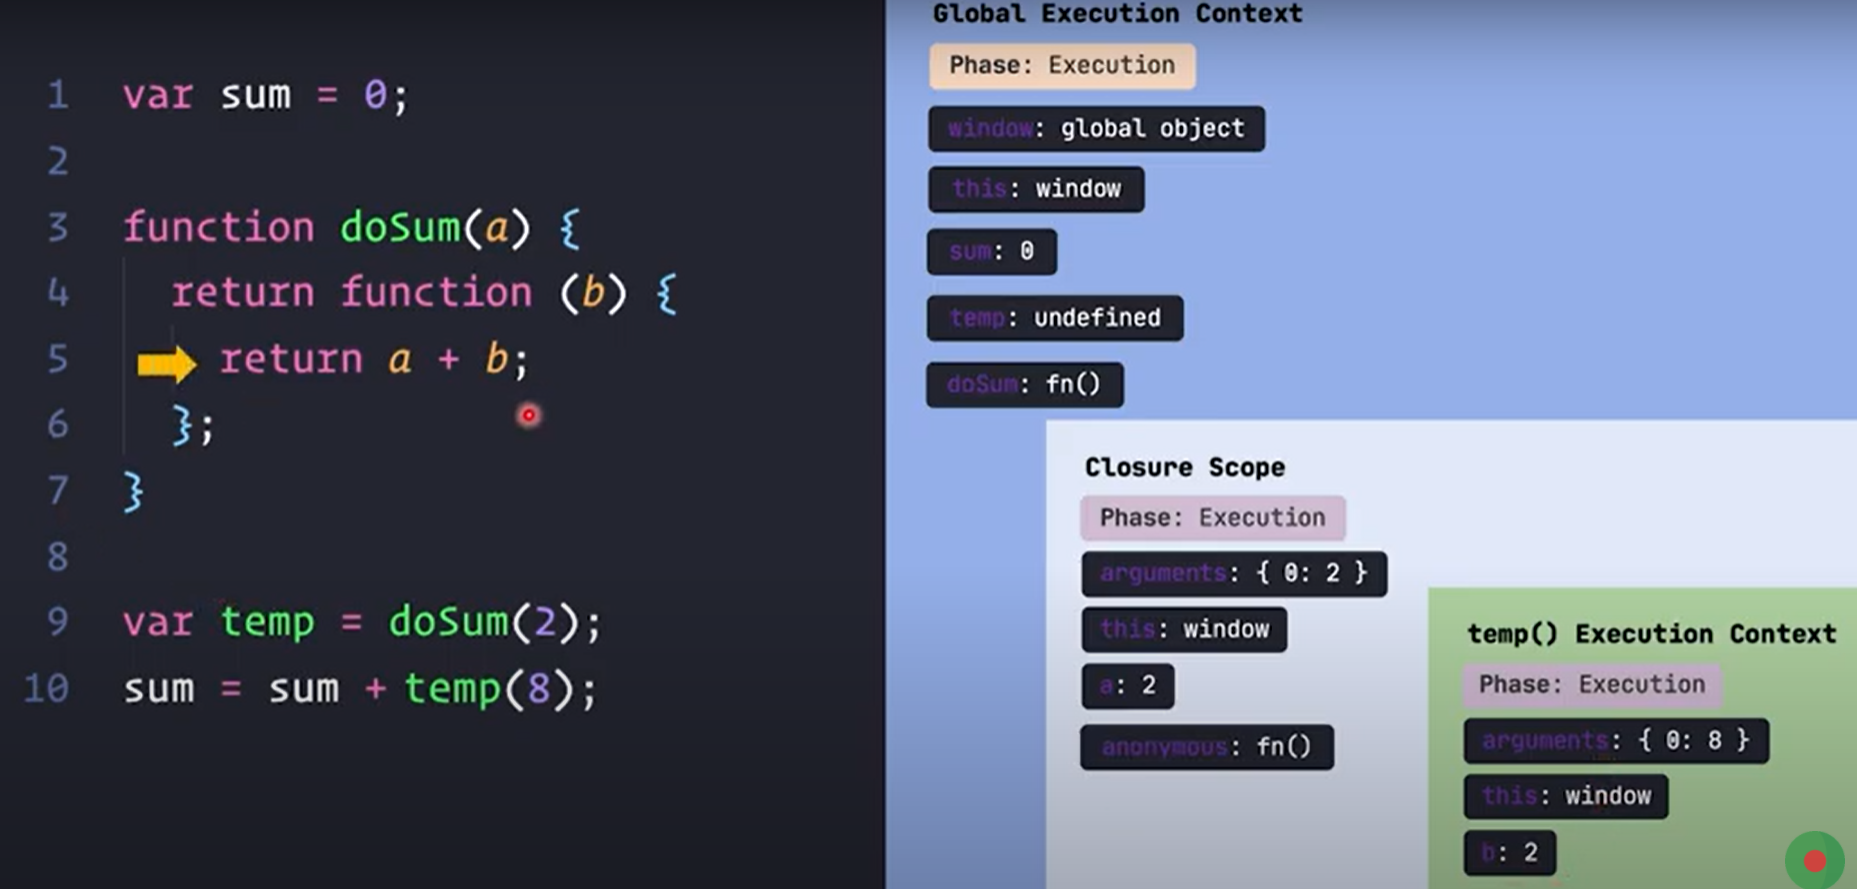 1 var sum = 0;
2
3 function doSum(a) {
4 return function (b) {
5 return a + b;
6 };
7 }
8
9 var temp = doSum(2);
10 sum = sum + temp(8);
Global Execution Context
Phase: Execution
window: global object
this: window
sum: 0
temp: undefined
doSum: fn()
Closure Scope
Phase: Execution
arguments: { 0: 2 }
this: window
a: 2
anonymous: fn()
temp() Execution Context
Phase: Execution
arguments: { 0: 8 }
this: window
b: 2